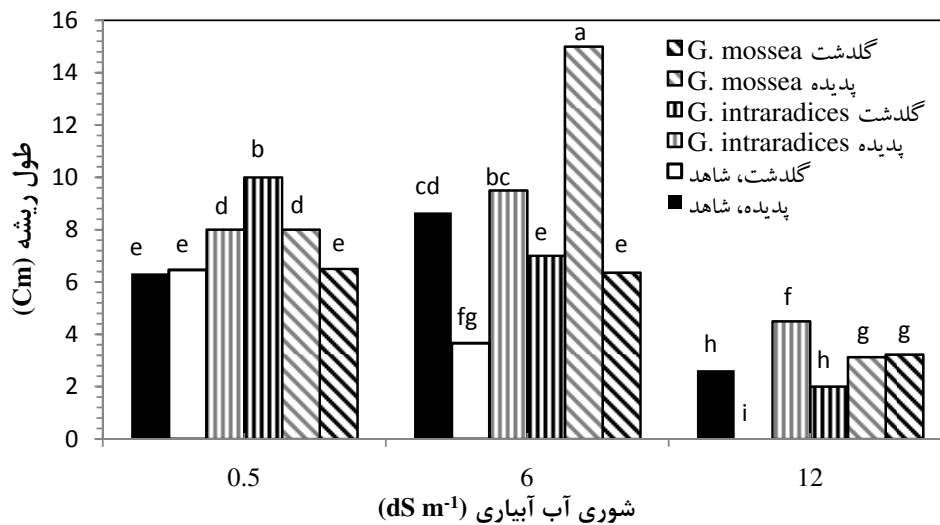 16
14
12
10
8
6
4
2
0
طول ریشه (Cm)
e e d b d e
cd fg bc e a e
h i f h g g
G. mossea گلدشت
G. mossea پدیده
G. intraradices گلدشت
G. intraradices پدیده
گلدشت، شاهد
پدیده، شاهد
0.5 6 12
شوری آب آبیاری (dS m⁻¹)